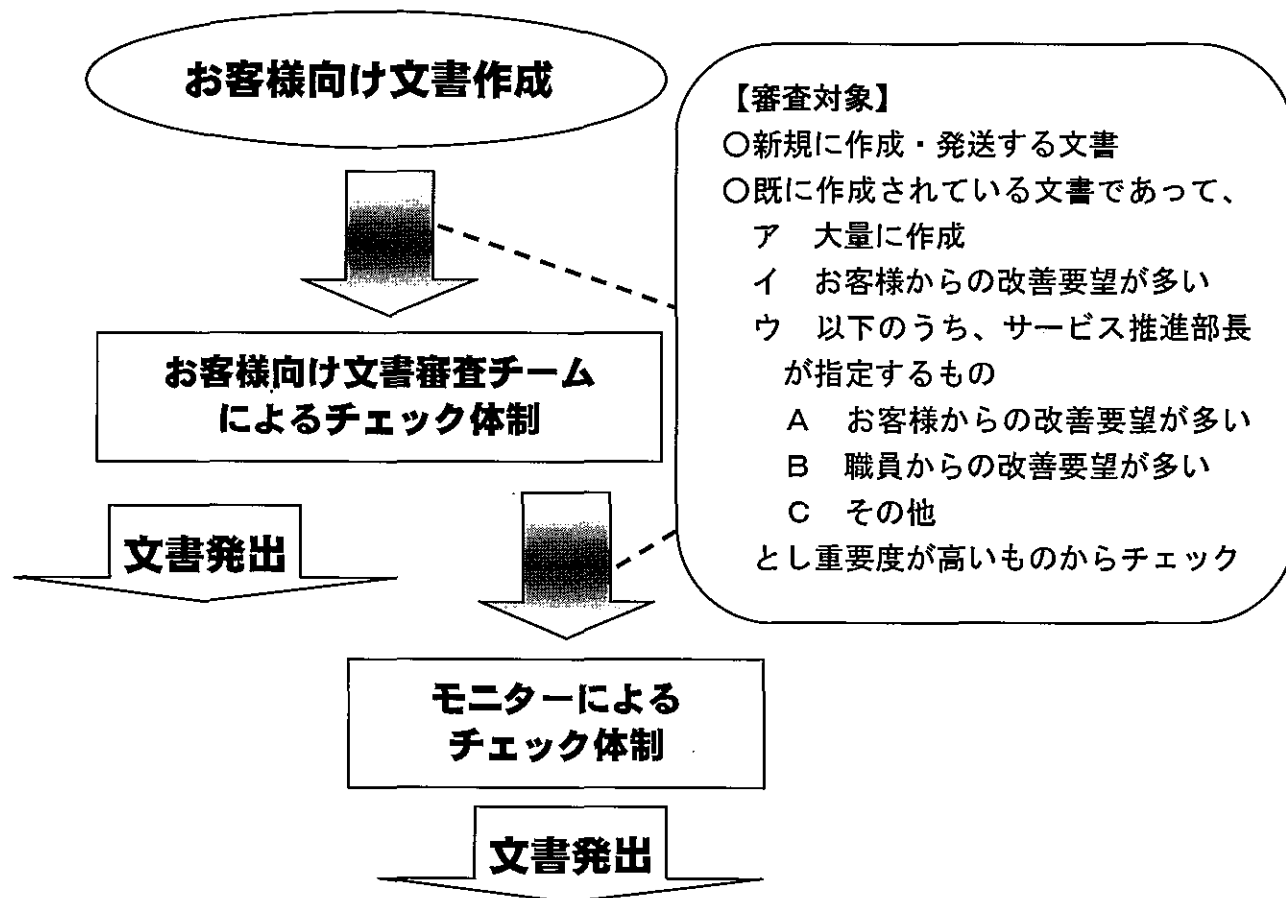 お客様向け文書作成
【審査対象】
○新規に作成・発送する文書
○既に作成されている文書であって、
ア 大量に作成
イ お客様からの改善要望が多い
ウ 以下のうち、サービス推進部長
が指定するもの
A お客様からの改善要望が多い
B 職員からの改善要望が多い
C その他
とし重要度が高いものからチェック
お客様向け文書審査チーム
によるチェック体制
文書発出
モニターによる
チェック体制
文書発出